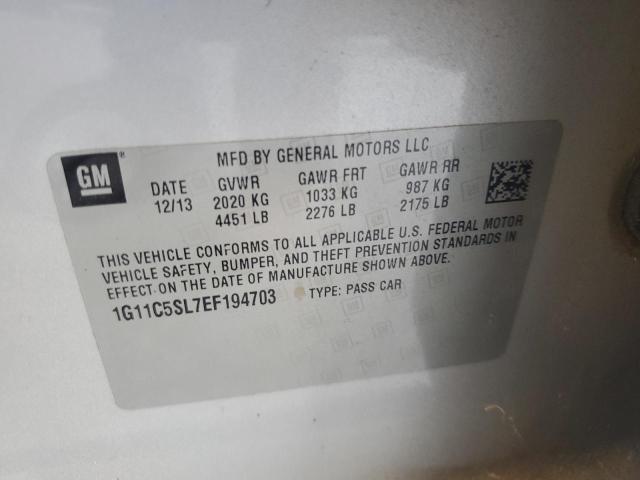 GM®
MFD BY GENERAL MOTORS LLC
DATE GVWR GAWR FRT GAWR RR
12/13 2020 KG 1033 KG 987 KG
4451 LB 2276 LB 2175 LB
THIS VEHICLE CONFORMS TO ALL APPLICABLE U.S. FEDERAL MOTOR
VEHICLE SAFETY, BUMPER, AND THEFT PREVENTION STANDARDS IN
EFFECT ON THE DATE OF MANUFACTURE SHOWN ABOVE.
1G11C5SL7EF194703 TYPE: PASS CAR